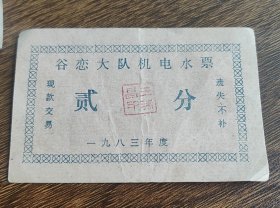 谷恋大队机电水票
现款交易
贰分
遗失不补
一九八三年度